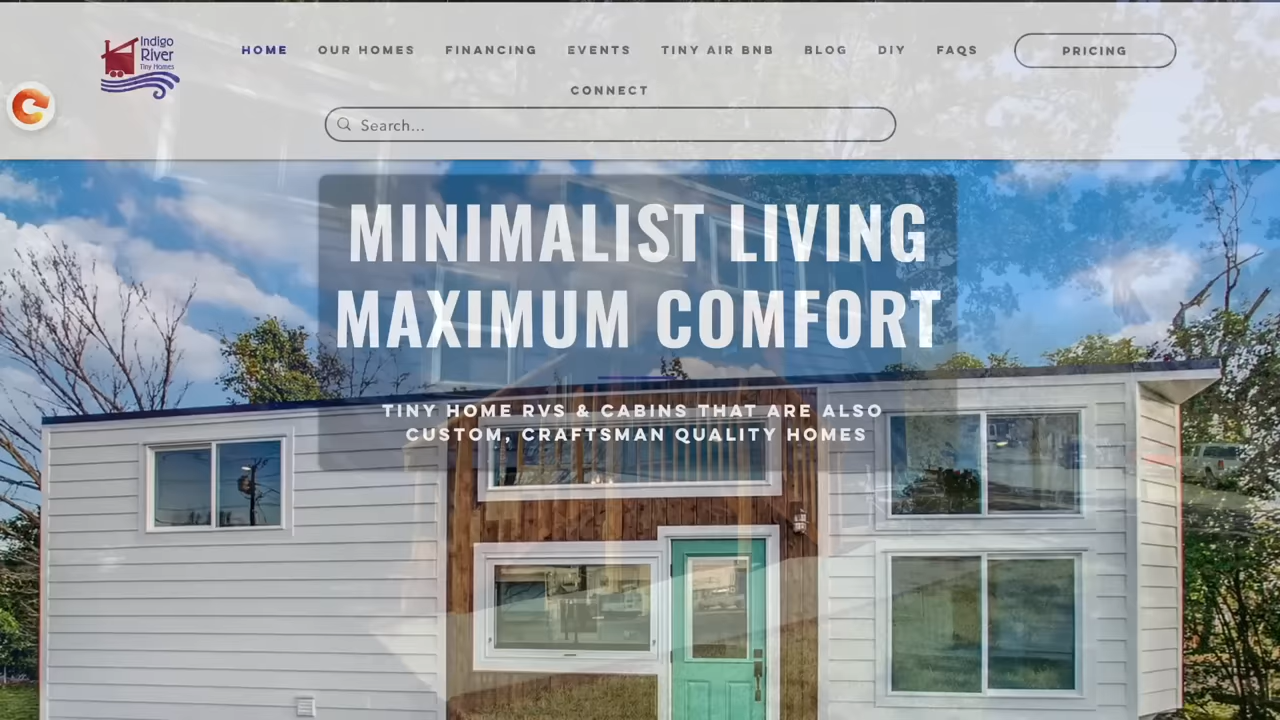 Indigo
River
Tiny Homes
HOME
OUR HOMES
FINANCING
EVENTS
TINY AIR BNB
BLOG
DIY
FAQS
PRICING
CONNECT
Search...
MINIMALIST LIVING
MAXIMUM COMFORT
TINY HOME RVS & CABINS THAT ARE ALSO
CUSTOM, CRAFTSMAN QUALITY HOMES